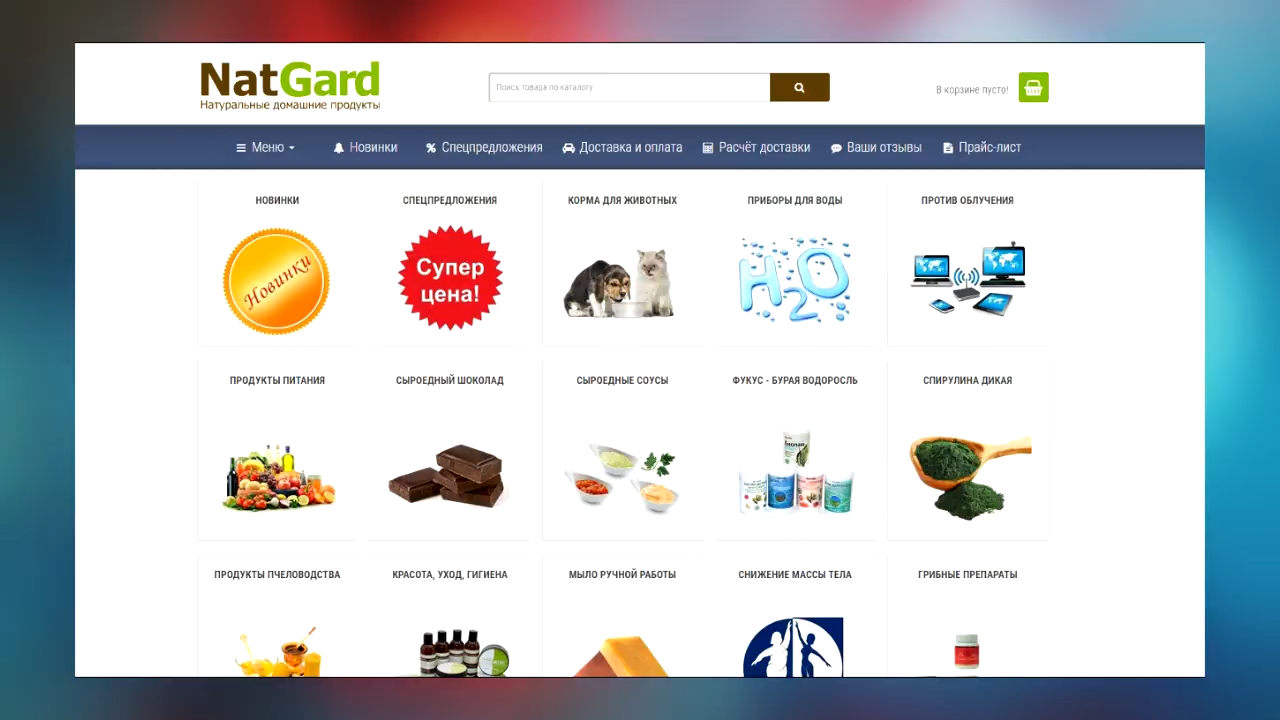 NatGard
Натуральные домашние продукты
Поиск товара по каталогу
В корзине пусто!
Меню
Новинки
Спецпредложения
Доставка и оплата
Расчёт доставки
Ваши отзывы
Прайс-лист
НОВИНКИ
СПЕЦПРЕДЛОЖЕНИЯ
КОРМА ДЛЯ ЖИВОТНЫХ
ПРИБОРЫ ДЛЯ ВОДЫ
ПРОТИВ ОБЛУЧЕНИЯ
Новинки
Супер
цена!
H2O
ПРОДУКТЫ ПИТАНИЯ
СЫРОЕДНЫЙ ШОКОЛАД
СЫРОЕДНЫЕ СОУСЫ
ФУКУС - БУРАЯ ВОДОРОСЛЬ
СПИРУЛИНА ДИКАЯ
ПРОДУКТЫ ПЧЕЛОВОДСТВА
КРАСОТА, УХОД, ГИГИЕНА
МЫЛО РУЧНОЙ РАБОТЫ
СНИЖЕНИЕ МАССЫ ТЕЛА
ГРИБНЫЕ ПРЕПАРАТЫ